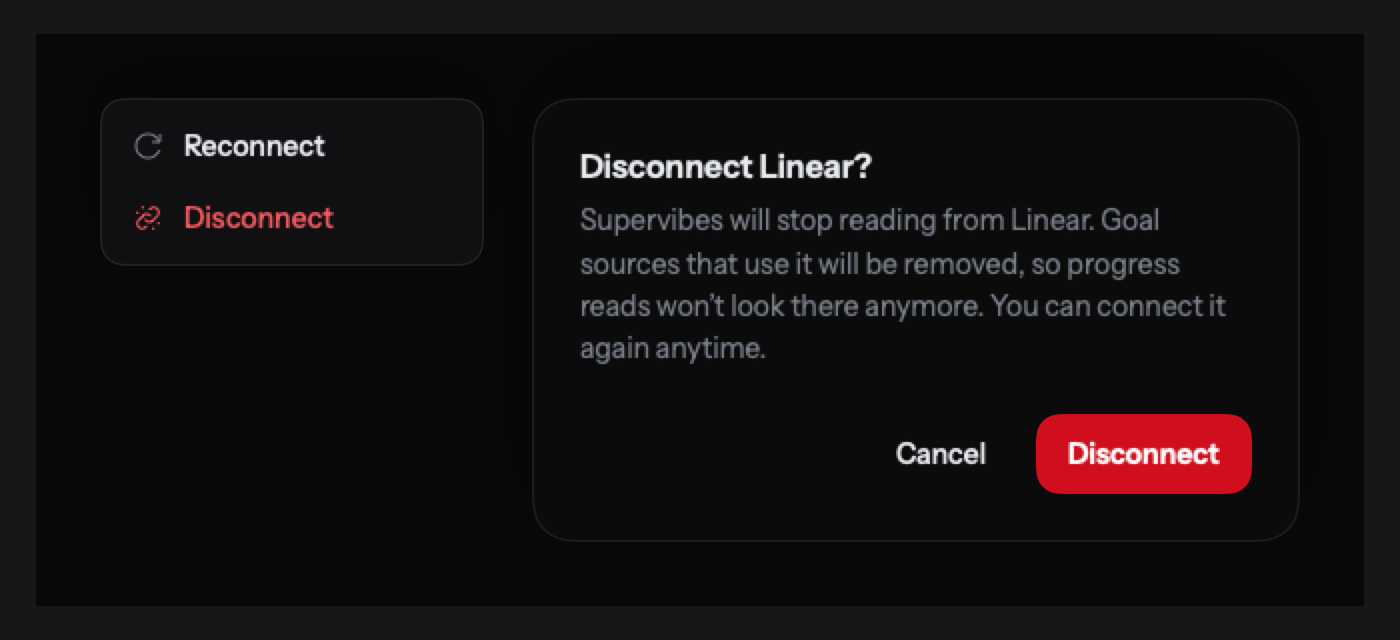 Reconnect
Disconnect
Disconnect Linear?
Supervibes will stop reading from Linear. Goal
sources that use it will be removed, so progress
reads won’t look there anymore. You can connect it
again anytime.
Cancel
Disconnect